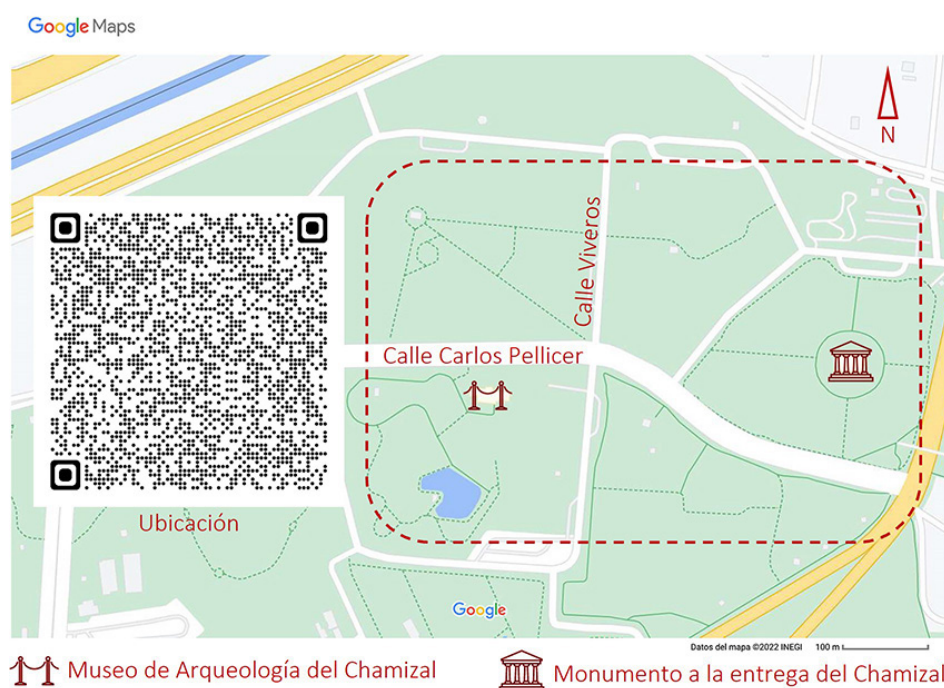 Google Maps
N
Calle Viveros
Calle Carlos Pellicer
Ubicación
Google
Datos del mapa ©2022 INEGI 100 m
Museo de Arqueología del Chamizal
Monumento a la entrega del Chamizal